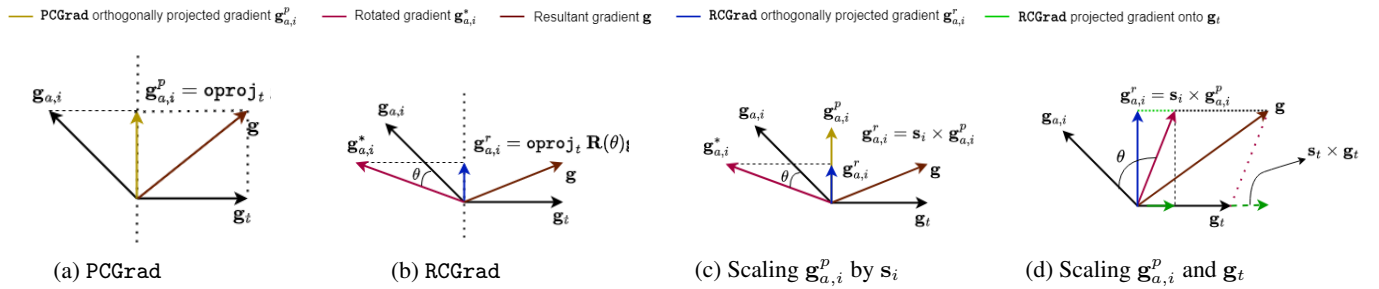 PCGrad orthogonally projected gradient g^p_{a,i} Rotated gradient g^*_{a,i} Resultant gradient g RCGrad orthogonally projected gradient g^r_{a,i} RCGrad projected gradient onto g_t
g_{a,i}
g^p_{a,i} = oproj_t
g
g_t
(a) PCGrad
g_{a,i}
g^*_{a,i}
θ
g^r_{a,i} = oproj_t R(θ)g
g
g_t
(b) RCGrad
g_{a,i}
g^p_{a,i}
g^r_{a,i} = s_i × g^p_{a,i}
g^*_{a,i}
θ
g^r_{a,i}
g
g_t
(c) Scaling g^p_{a,i} by s_i
g^r_{a,i} = s_i × g^p_{a,i}
g
g_{a,i}
θ
s_t × g_t
g_t
(d) Scaling g^p_{a,i} and g_t